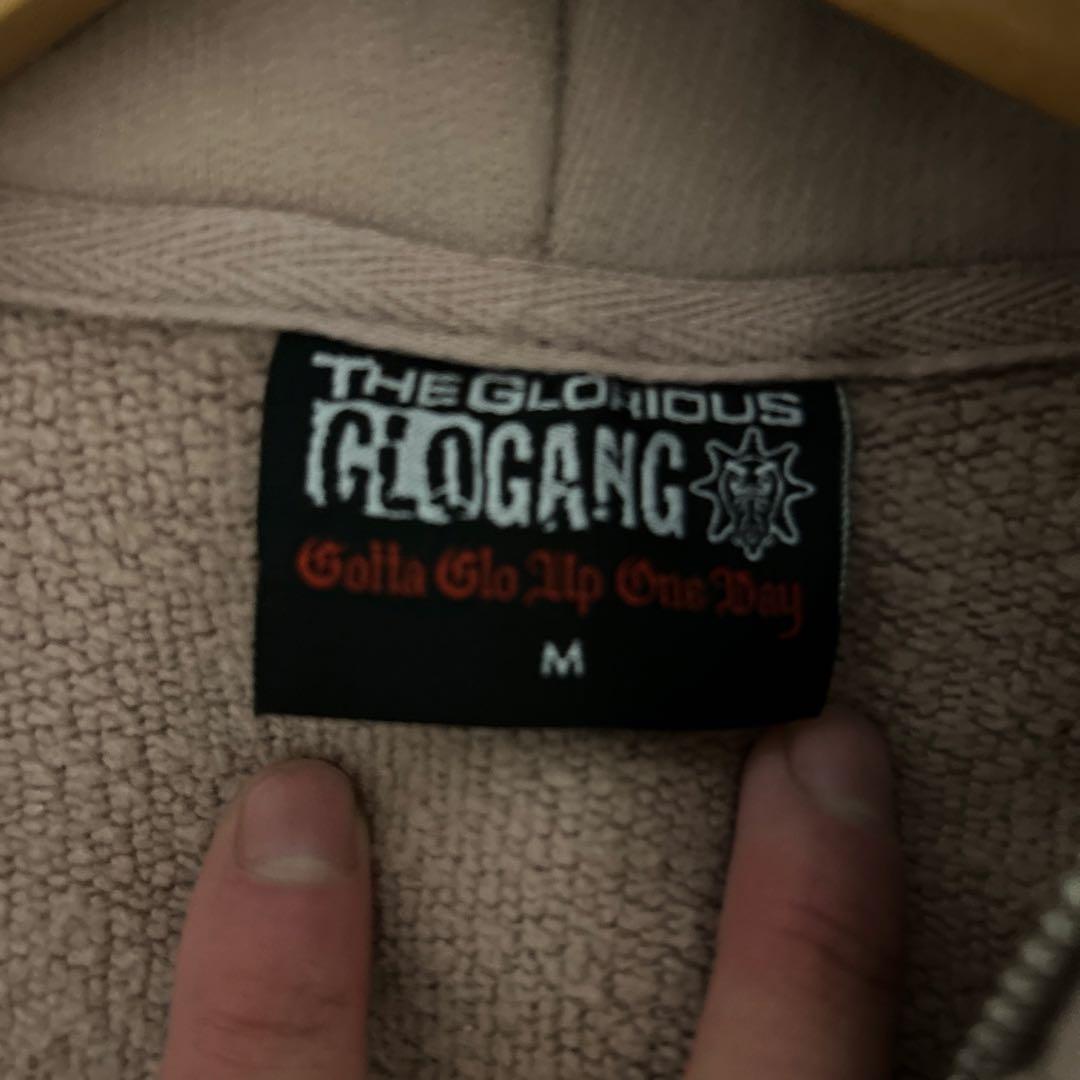 THE GLORIOUS
GLOGANG
Gotta Glo Up One Day
M